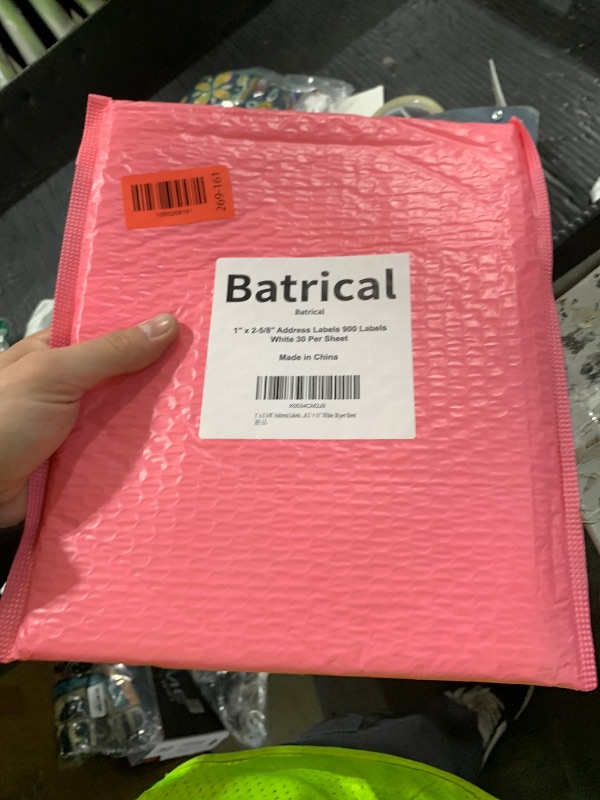 269-161
Batrical
Batrical
1" x 2-5/8" Address Labels 900 Labels
White 30 Per Sheet
Made in China
X0034OM2J9